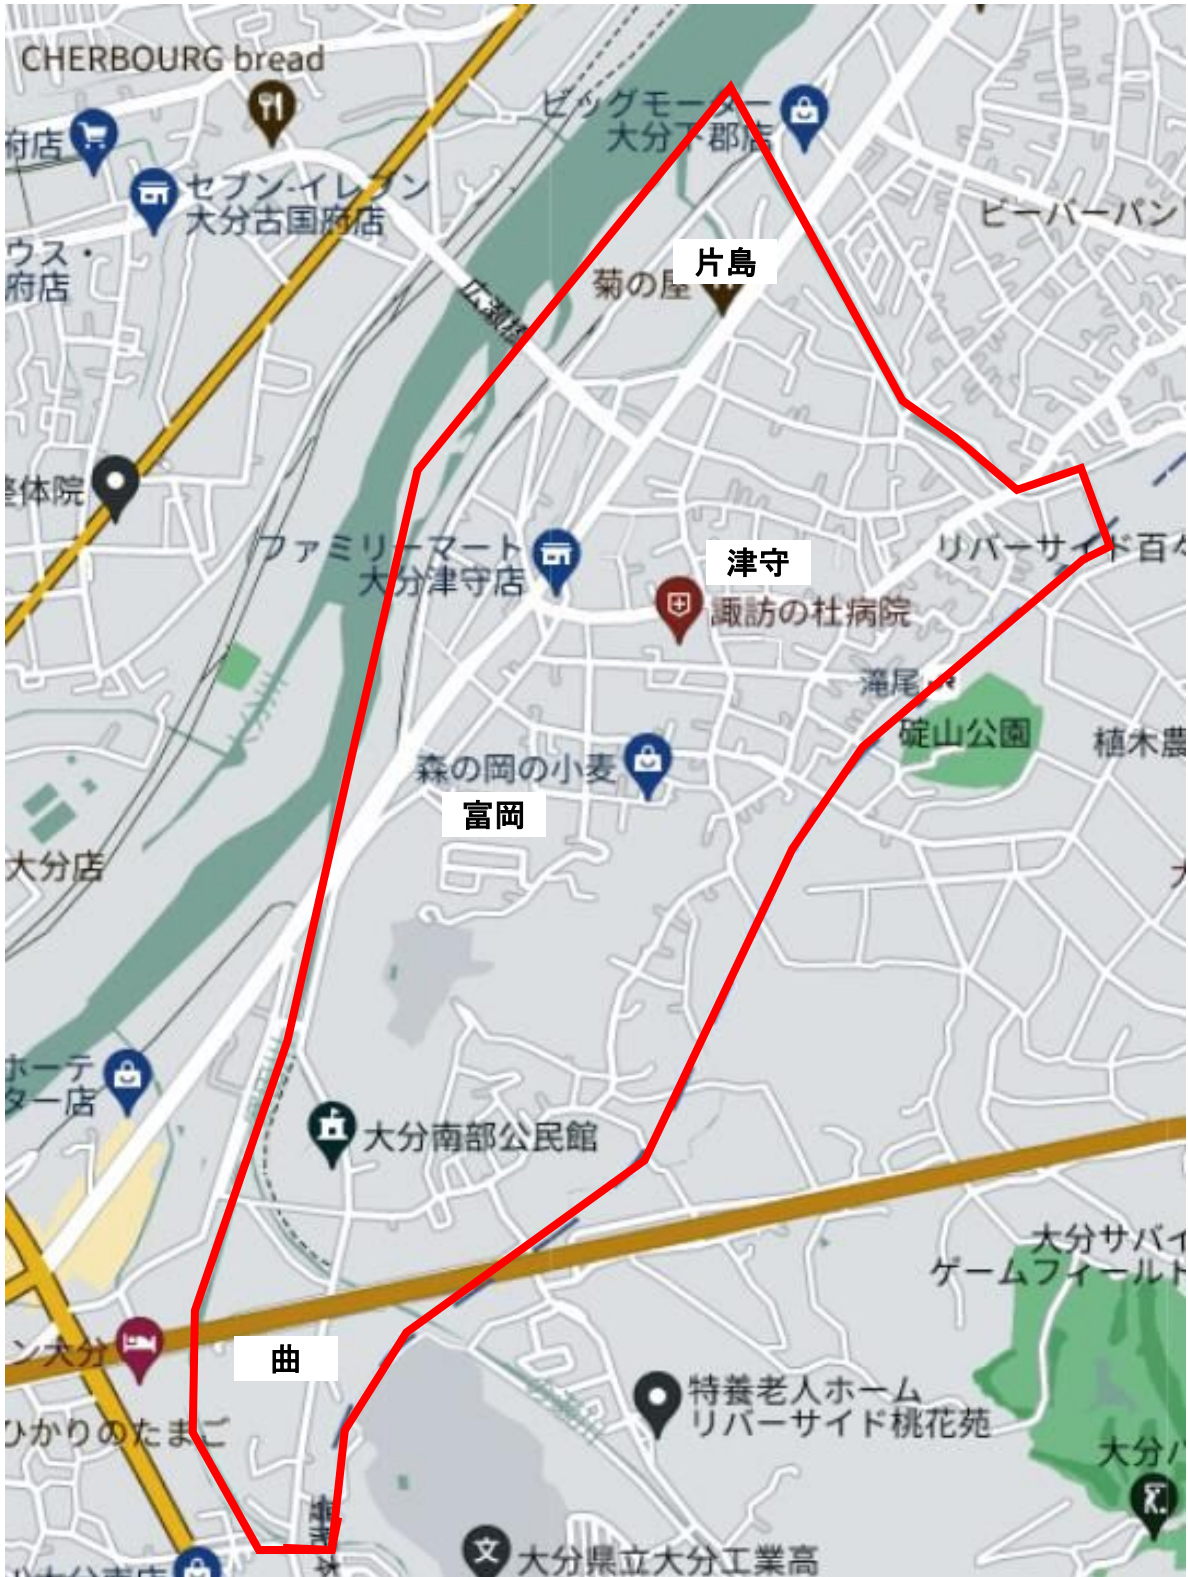 CHERBOURG bread
府店
セブン-イレブン
大分古国府店
ウス・
府店
ビッグモーター
大分下郡店
ビーバーパン
片島
菊の屋
広瀬橋
整体院
ファミリーマート
大分津守店
津守
諏訪の杜病院
リバーサイド百々
滝尾
碇山公園
植木農
森の岡の小麦
富岡
大分店
大
ホーテ
ター店
大分南部公民館
大分サバイ
ゲームフィールド
ン大分
曲
ひかりのたまご
特養老人ホーム
リバーサイド桃花苑
大分バ
大分県立大分工業高